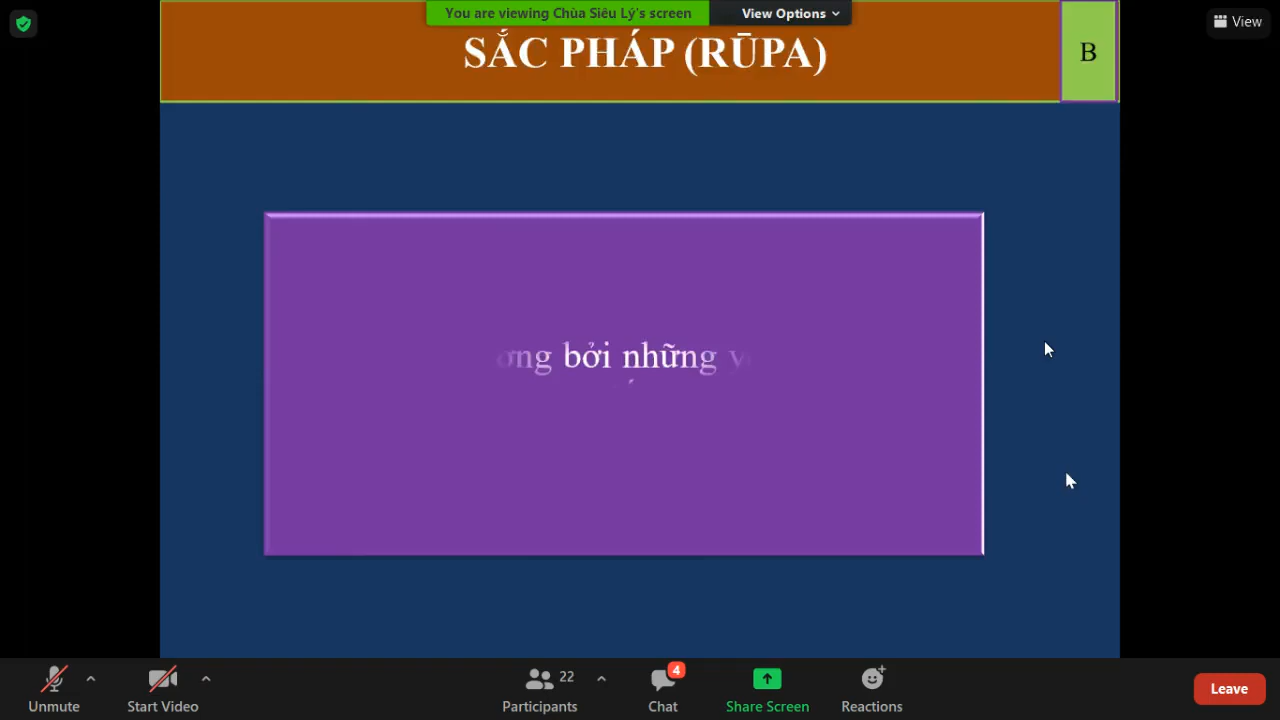 You are viewing Chùa Siêu Lý's screen
View Options
View
SẮC PHÁP (RŪPA)
B
bởi những
Unmute
Start Video
Participants
22
Chat
4
Share Screen
Reactions
Leave